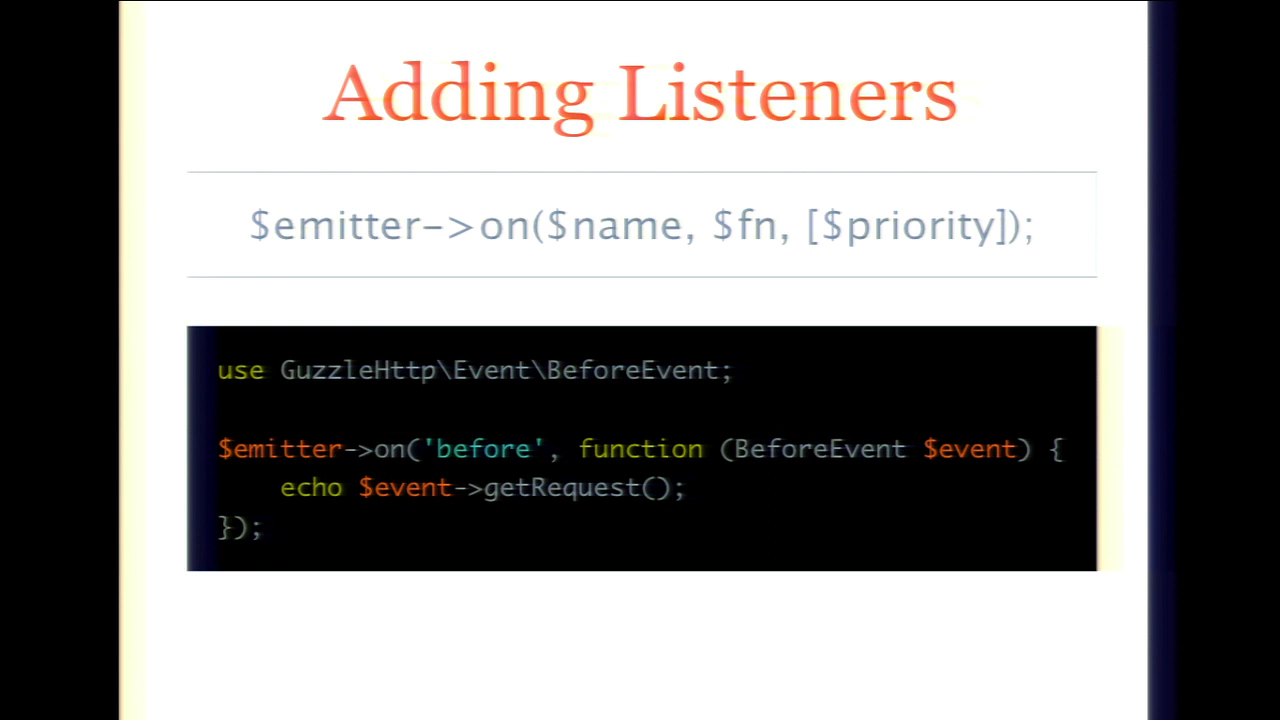 Adding Listeners
$emitter->on($name, $fn, [$priority]);
use GuzzleHttp\Event\BeforeEvent;
$emitter->on('before', function (BeforeEvent $event) {
    echo $event->getRequest();
});